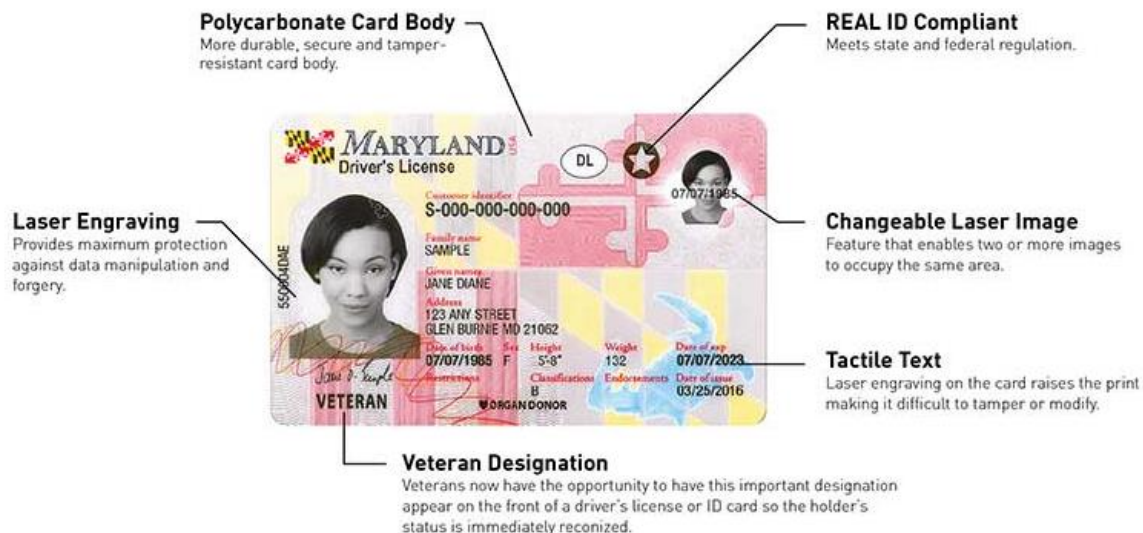 Polycarbonate Card Body
More durable, secure and tamper-
resistant card body.
REAL ID Compliant
Meets state and federal regulation.
MARYLAND
USA
Driver's License
DL
Customer identifier
S-000-000-000-000
07/07/1985
Laser Engraving
Provides maximum protection
against data manipulation and
forgery.
Changeable Laser Image
Feature that enables two or more images
to occupy the same area.
Family name
SAMPLE
Given names
JANE DIANE
Address
123 ANY STREET
GLEN BURNIE MD 21062
Date of birth Sex Height Weight Date of exp
07/07/1985 F 5'-8" 132 07/07/2023
Restrictions Classifications Endorsements Date of issue
B 03/25/2016
VETERAN
ORGAN DONOR
Tactile Text
Laser engraving on the card raises the print
making it difficult to tamper or modify.
Veteran Designation
Veterans now have the opportunity to have this important designation
appear on the front of a driver's license or ID card so the holder's
status is immediately reconized.